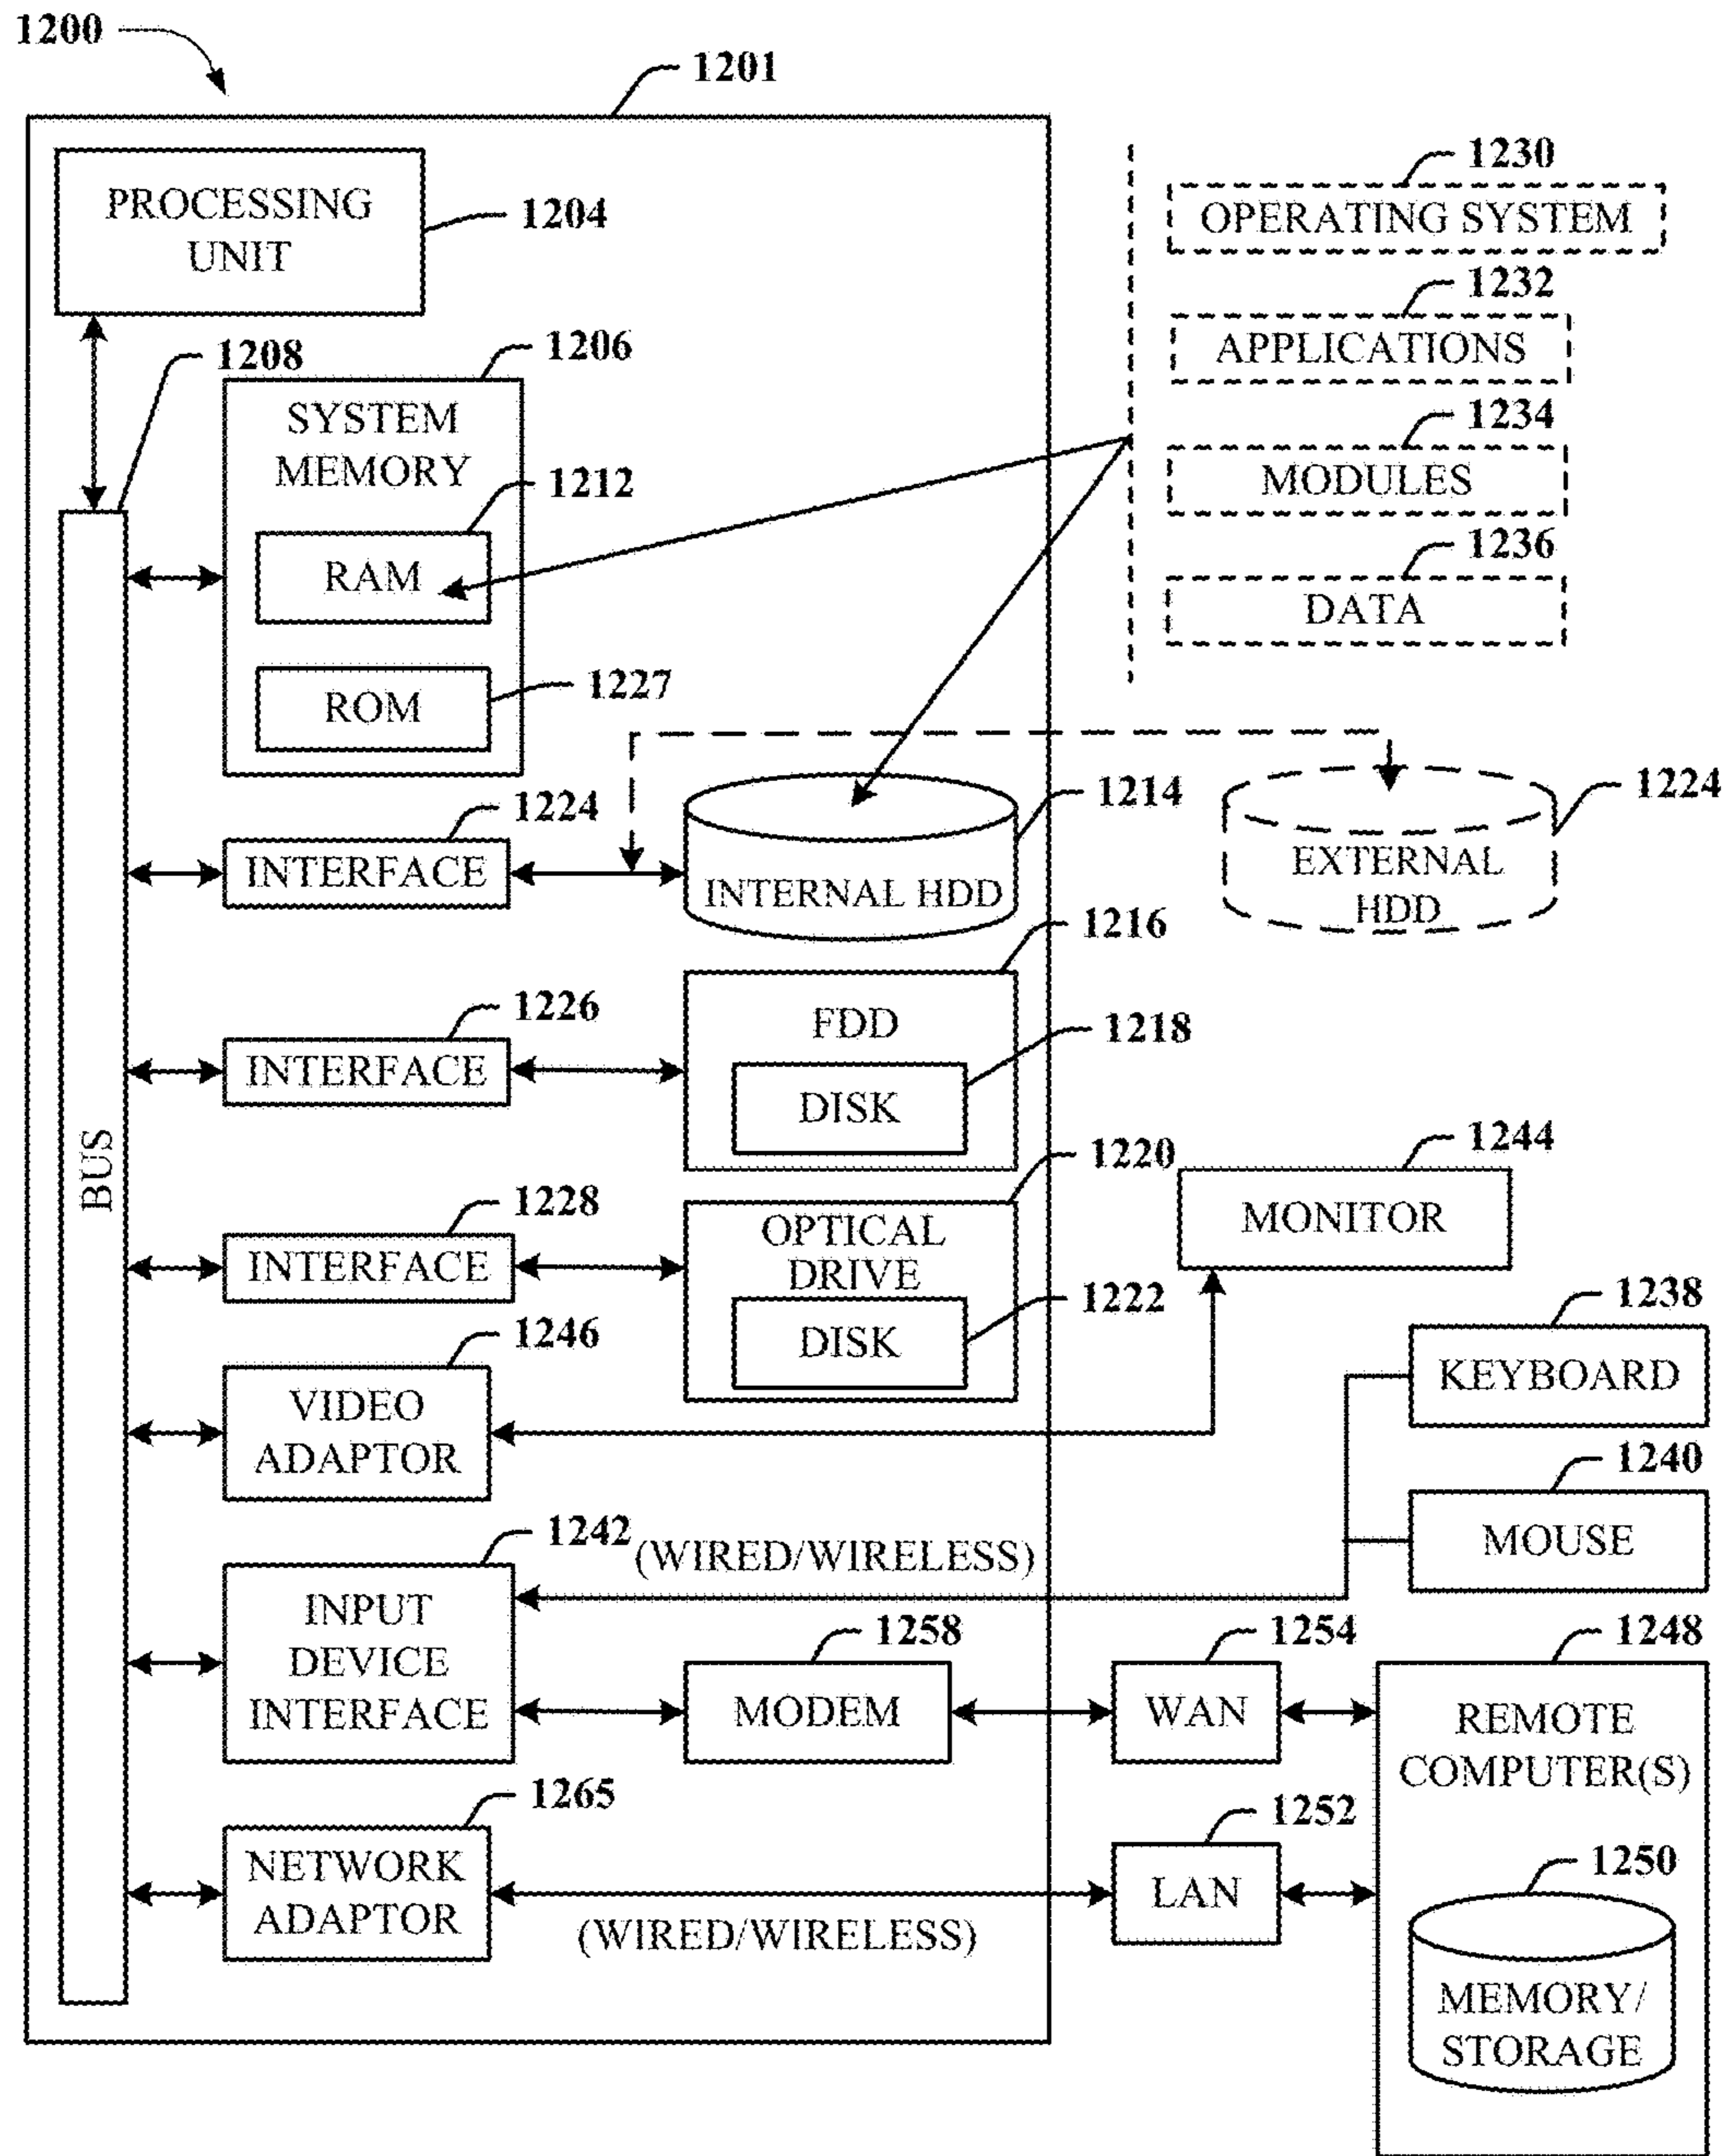 1200
1201
PROCESSING
UNIT
1204
1230
OPERATING SYSTEM
1232
APPLICATIONS
1234
MODULES
1236
DATA
1208
1206
SYSTEM
MEMORY
1212
RAM
1227
ROM
1224
INTERFACE
1214
INTERNAL HDD
1224
EXTERNAL
HDD
1216
FDD
1226
INTERFACE
1218
DISK
BUS
1220
OPTICAL
DRIVE
1228
INTERFACE
1222
DISK
1244
MONITOR
1246
VIDEO
ADAPTOR
1238
KEYBOARD
1240
MOUSE
1242
(WIRED/WIRELESS)
INPUT
DEVICE
INTERFACE
1258
MODEM
1254
WAN
1248
REMOTE
COMPUTER(S)
1265
NETWORK
ADAPTOR
(WIRED/WIRELESS)
1252
LAN
1250
MEMORY/
STORAGE